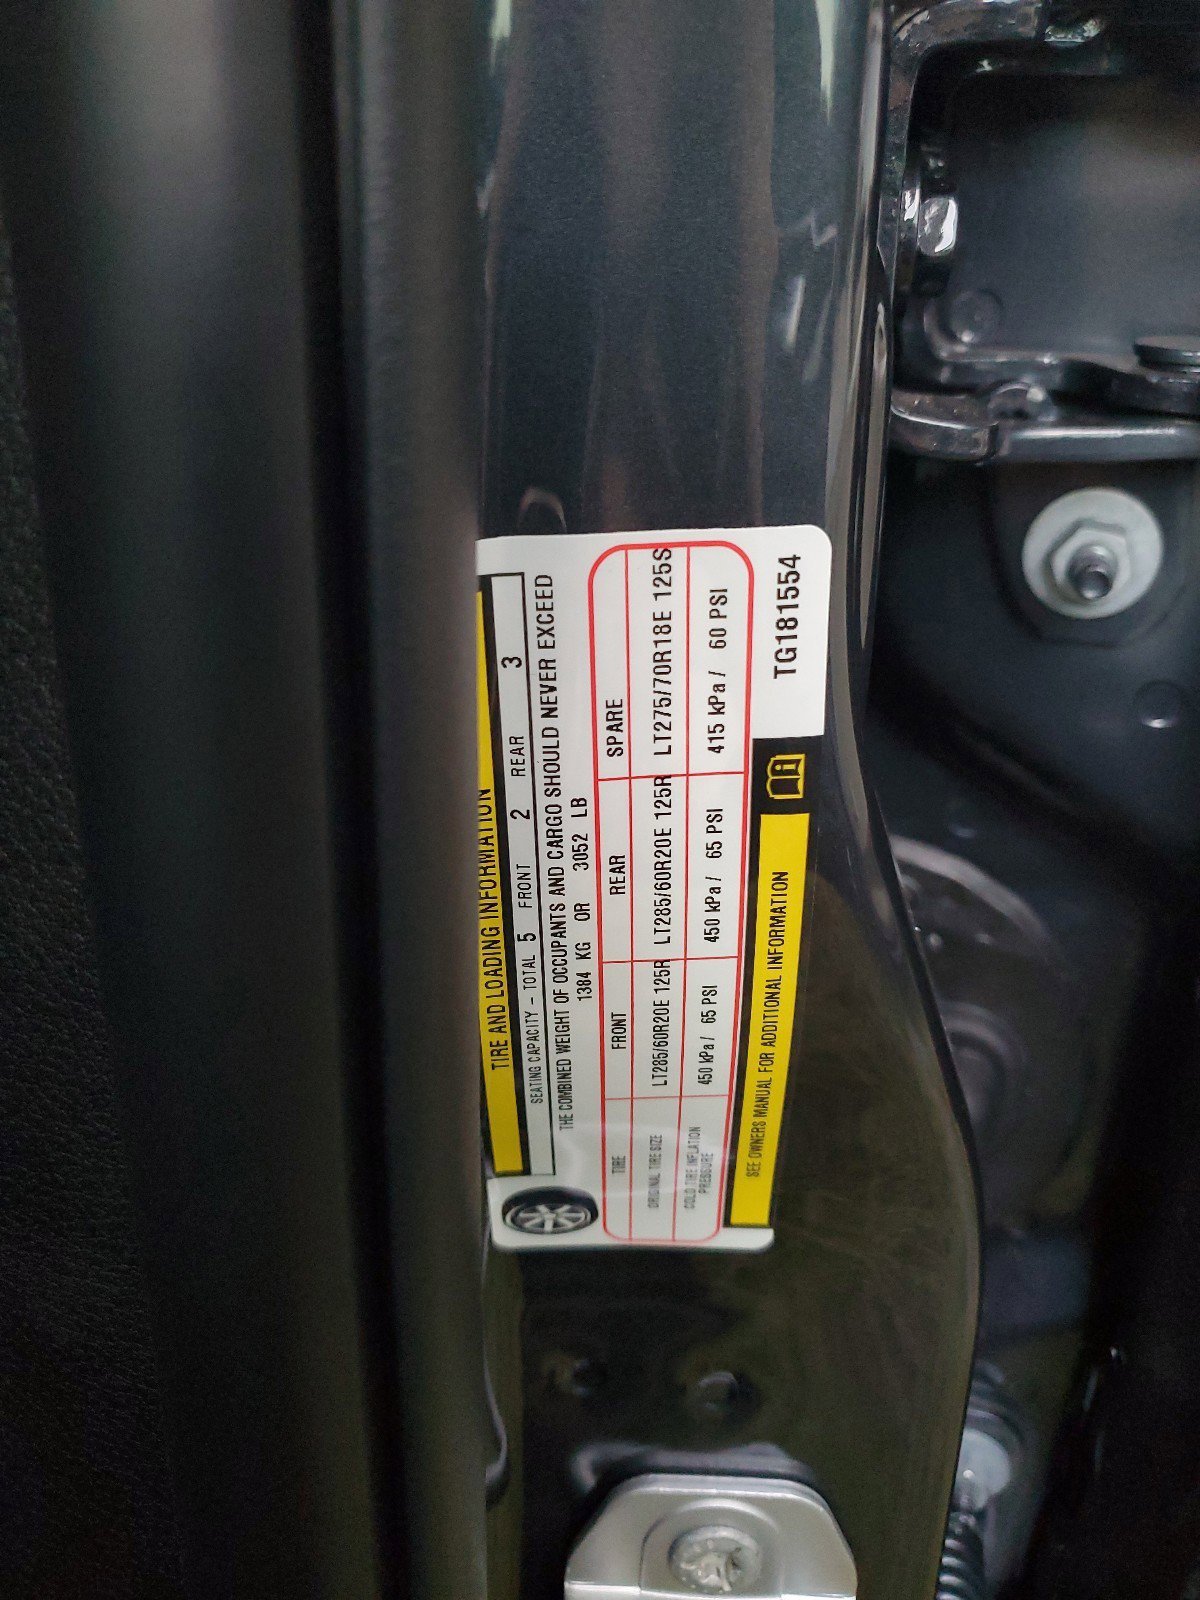 TIRE AND LOADING INFORMATION
SEATING CAPACITY - TOTAL 5 FRONT 2 REAR 3
THE COMBINED WEIGHT OF OCCUPANTS AND CARGO SHOULD NEVER EXCEED
1384 KG OR 3052 LB
TIRE FRONT REAR SPARE
ORIGINAL TIRE SIZE LT285/60R20E 125R LT285/60R20E 125R LT275/70R18E 125S
COLD TIRE INFLATION PRESSURE 450 kPa / 65 PSI 450 kPa / 65 PSI 415 kPa / 60 PSI
SEE OWNERS MANUAL FOR ADDITIONAL INFORMATION
TG181554